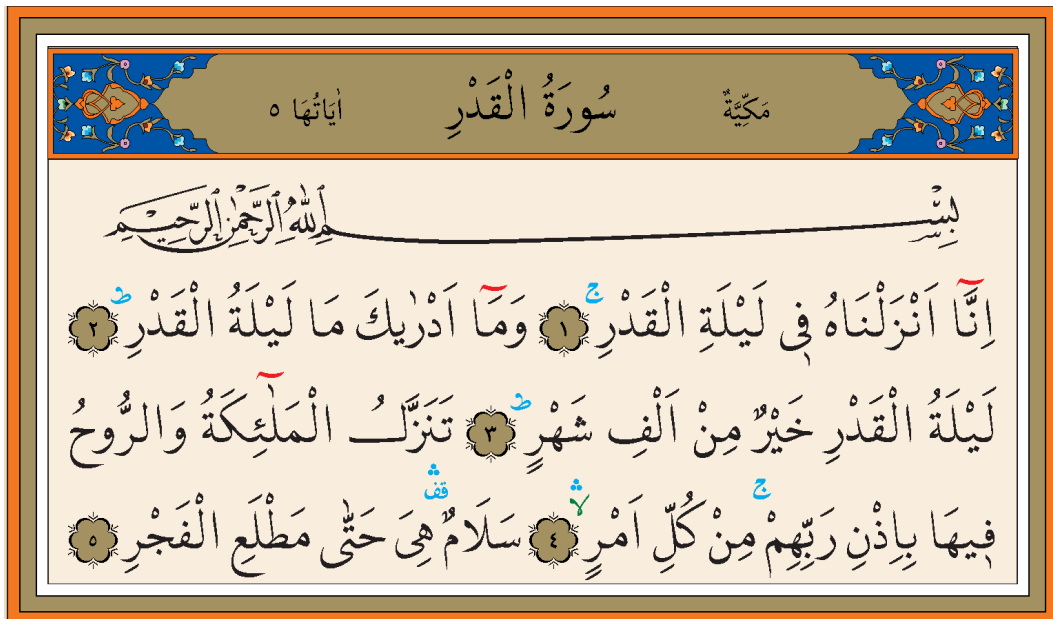 مَكِّيَّةٌ سُورَةُ الْقَدْرِ اٰيَاتُهَا ٥
بِسْمِ اللّٰهِ الرَّحْمٰنِ الرَّحِيمِ
اِنَّٓا اَنْزَلْنَاهُ فٖى لَيْلَةِ الْقَدْرِۚ ﴿١﴾ وَمَٓا اَدْرٰيكَ مَا لَيْلَةُ الْقَدْرِؕ ﴿٢﴾
لَيْلَةُ الْقَدْرِ خَيْرٌ مِنْ اَلْفِ شَهْرٍؕ ﴿٣﴾ تَنَزَّلُ الْمَلٰٓئِكَةُ وَالرُّوحُ
فٖيهَا بِاِذْنِ رَبِّهِمْۚ مِنْ كُلِّ اَمْرٍۙۛ ﴿٤﴾ سَلَامٌ قفۛ هِىَ حَتّٰى مَطْلَعِ الْفَجْرِ ﴿٥﴾